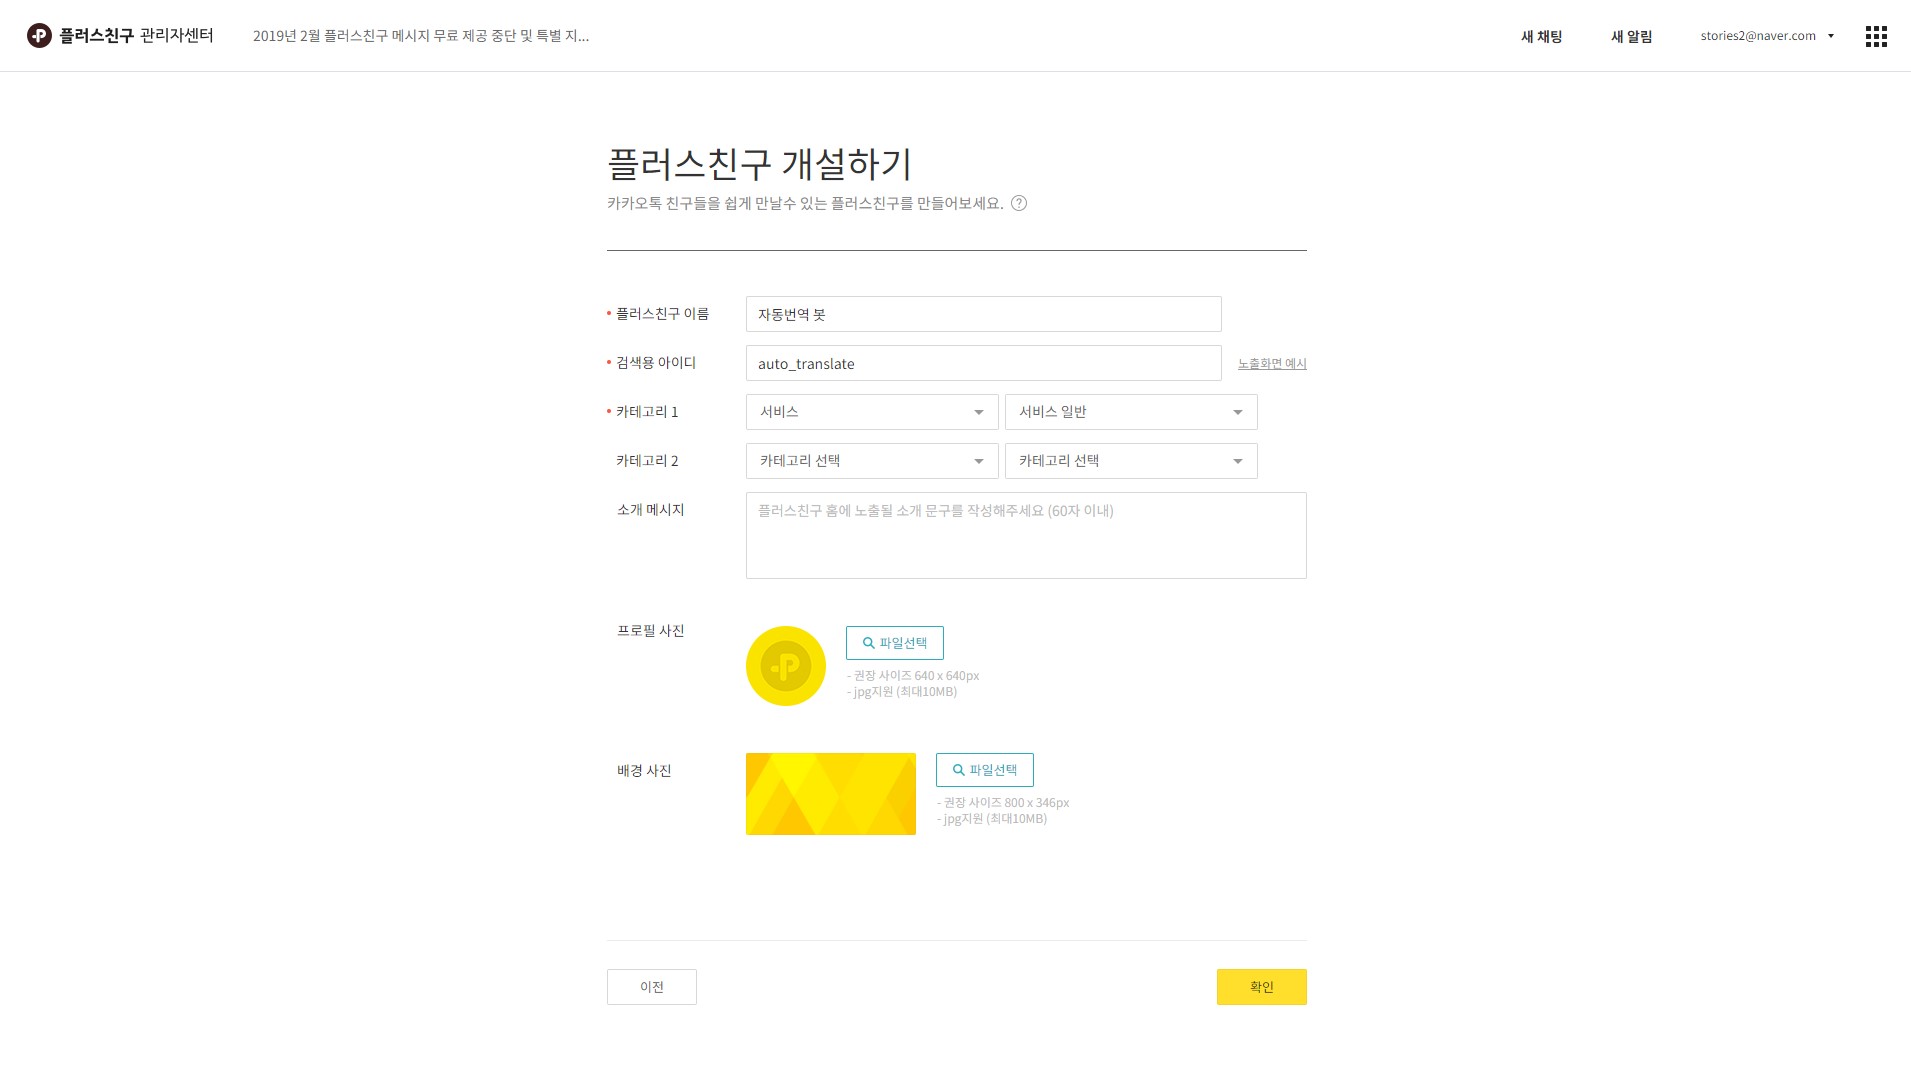 플러스친구 관리자센터
2019년 2월 플러스친구 메시지 무료 제공 중단 및 특별 지...
새 채팅
새 알림
stories2@naver.com
플러스친구 개설하기
카카오톡 친구들을 쉽게 만날수 있는 플러스친구를 만들어보세요. ?
플러스친구 이름
자동번역 봇
검색용 아이디
auto_translate
노출화면 예시
카테고리 1
서비스
서비스 일반
카테고리 2
카테고리 선택
카테고리 선택
소개 메시지
플러스친구 홈에 노출될 소개 문구를 작성해주세요 (60자 이내)
프로필 사진
파일선택
- 권장 사이즈 640 x 640px
- jpg지원 (최대10MB)
배경 사진
파일선택
- 권장 사이즈 800 x 346px
- jpg지원 (최대10MB)
이전
확인